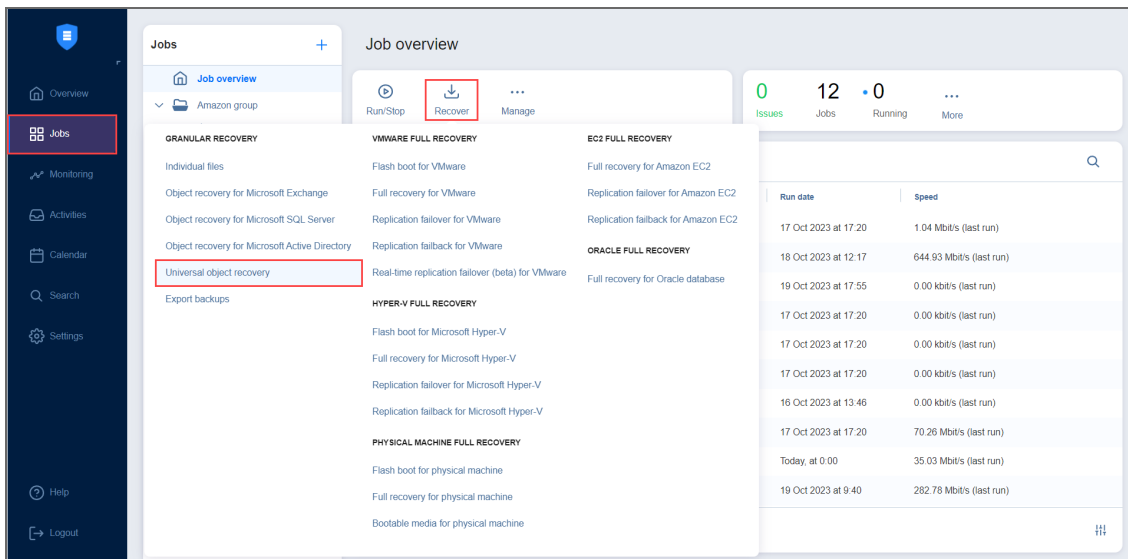 Overview
Jobs
Monitoring
Activities
Calendar
Search
Settings
Help
Logout
Jobs
+
Job overview
Amazon group
Job overview
Run/Stop
Recover
Manage
0
Issues
12
Jobs
0
Running
More
GRANULAR RECOVERY
Individual files
Object recovery for Microsoft Exchange
Object recovery for Microsoft SQL Server
Object recovery for Microsoft Active Directory
Universal object recovery
Export backups
VMWARE FULL RECOVERY
Flash boot for VMware
Full recovery for VMware
Replication failover for VMware
Replication failback for VMware
Real-time replication failover (beta) for VMware
HYPER-V FULL RECOVERY
Flash boot for Microsoft Hyper-V
Full recovery for Microsoft Hyper-V
Replication failover for Microsoft Hyper-V
Replication failback for Microsoft Hyper-V
PHYSICAL MACHINE FULL RECOVERY
Flash boot for physical machine
Full recovery for physical machine
Bootable media for physical machine
EC2 FULL RECOVERY
Full recovery for Amazon EC2
Replication failover for Amazon EC2
Replication failback for Amazon EC2
ORACLE FULL RECOVERY
Full recovery for Oracle database
Run date Speed
17 Oct 2023 at 17:20 1.04 Mbit/s (last run)
18 Oct 2023 at 12:17 644.93 Mbit/s (last run)
19 Oct 2023 at 17:55 0.00 kbit/s (last run)
17 Oct 2023 at 17:20 0.00 kbit/s (last run)
17 Oct 2023 at 17:20 0.00 kbit/s (last run)
17 Oct 2023 at 17:20 0.00 kbit/s (last run)
16 Oct 2023 at 13:46 0.00 kbit/s (last run)
17 Oct 2023 at 17:20 70.26 Mbit/s (last run)
Today, at 0:00 35.03 Mbit/s (last run)
19 Oct 2023 at 9:40 282.78 Mbit/s (last run)